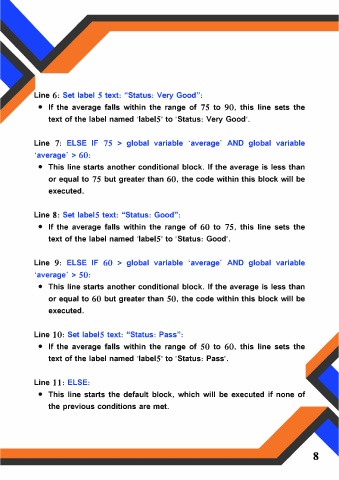 Line 6: Set label 5 text: “Status: Very Good”:
• If the average falls within the range of 75 to 90, this line sets the
text of the label named 'label5' to 'Status: Very Good'.
Line 7: ELSE IF 75 > global variable ‘average’ AND global variable
‘average’ > 60:
• This line starts another conditional block. If the average is less than
or equal to 75 but greater than 60, the code within this block will be
executed.
Line 8: Set label5 text: “Status: Good”:
• If the average falls within the range of 60 to 75, this line sets the
text of the label named 'label5' to 'Status: Good'.
Line 9: ELSE IF 60 > global variable ‘average’ AND global variable
‘average’ > 50:
• This line starts another conditional block. If the average is less than
or equal to 60 but greater than 50, the code within this block will be
executed.
Line 10: Set label5 text: “Status: Pass”:
• If the average falls within the range of 50 to 60, this line sets the
text of the label named 'label5' to 'Status: Pass'.
Line 11: ELSE:
• This line starts the default block, which will be executed if none of
the previous conditions are met.
8